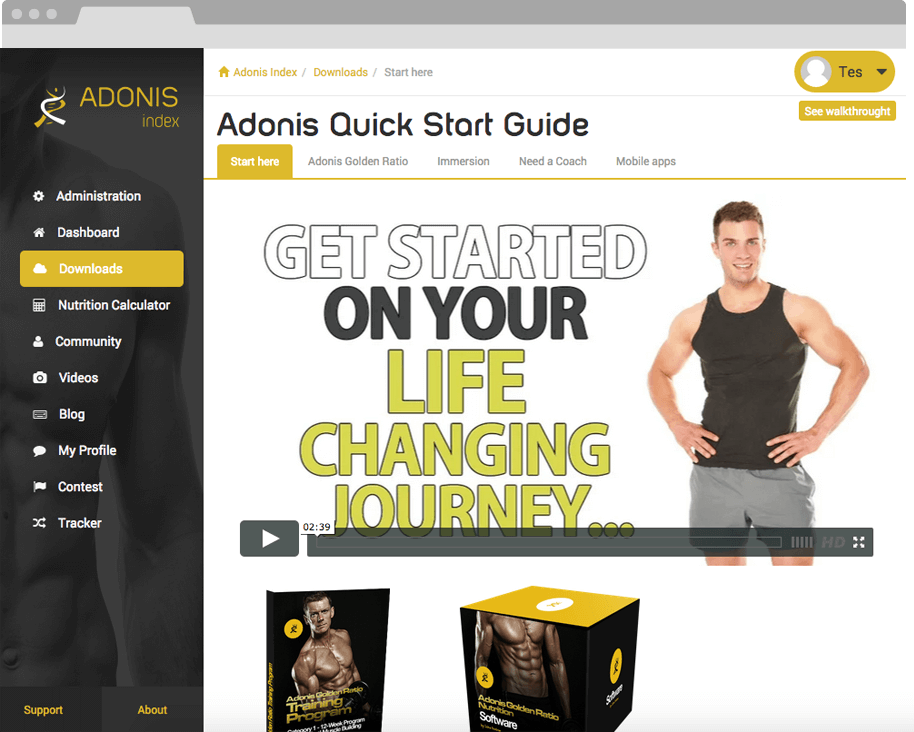 ADONIS
index
Administration
Dashboard
Downloads
Nutrition Calculator
Community
Videos
Blog
My Profile
Contest
Tracker
Support
About
Adonis Index / Downloads / Start here
Tes
See walkthrought
Adonis Quick Start Guide
Start here
Adonis Golden Ratio
Immersion
Need a Coach
Mobile apps
GET STARTED
ON YOUR
LIFE
CHANGING
JOURNEY...
02:39
HD
Adonis Golden Ratio
Training
Program
Category 1 - 12-Week Program
Muscle Building
Adonis Golden Ratio
Nutrition
Software
Software